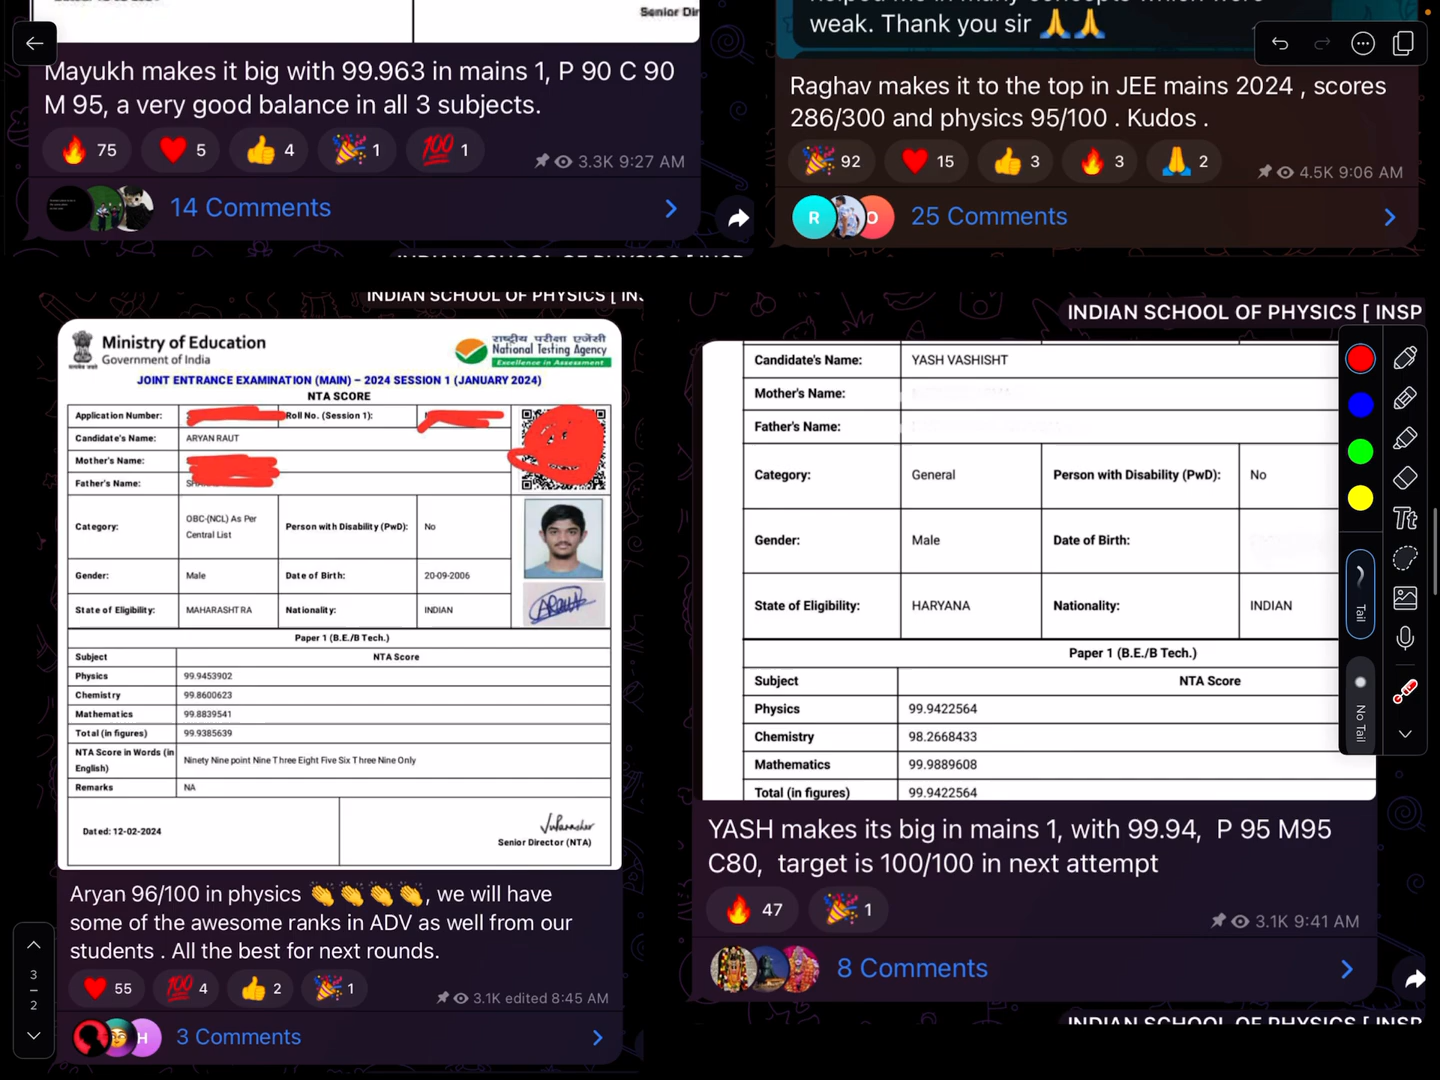 Senior Dir
Mayukh makes it big with 99.963 in mains 1, P 90 C 90
M 95, a very good balance in all 3 subjects.
🔥 75 ❤️ 5 👍 4 🎉 1 💯 1
3.3K 9:27 AM
14 Comments
weak. Thank you sir 🙏🙏
Raghav makes it to the top in JEE mains 2024 , scores
286/300 and physics 95/100 . Kudos .
🎉 92 ❤️ 15 👍 3 🔥 3 🙏 2
4.5K 9:06 AM
R O
25 Comments
INDIAN SCHOOL OF PHYSICS [ IN
Ministry of Education
Government of India
सत्यमेव जयते
राष्ट्रीय परीक्षा एजेंसी
National Testing Agency
Excellence in Assessment
JOINT ENTRANCE EXAMINATION (MAIN) – 2024 SESSION 1 (JANUARY 2024)
NTA SCORE
Application Number: Roll No. (Session 1):
Candidate's Name: ARYAN RAUT
Mother's Name:
Father's Name:
Category: OBC-(NCL) As Per
Central List
Person with Disability (PwD): No
Gender: Male Date of Birth: 20-09-2006
State of Eligibility: MAHARASHTRA Nationality: INDIAN
Paper 1 (B.E./B Tech.)
Subject NTA Score
Physics 99.9453902
Chemistry 99.8600623
Mathematics 99.8839541
Total (in figures) 99.9385639
NTA Score in Words (in
English)
Ninety Nine point Nine Three Eight Five Six Three Nine Only
Remarks NA
Dated: 12-02-2024
Senior Director (NTA)
Aryan 96/100 in physics 👏👏👏👏, we will have
some of the awesome ranks in ADV as well from our
students . All the best for next rounds.
❤️ 55 💯 4 👍 2 🎉 1
3.1K edited 8:45 AM
H
3 Comments
INDIAN SCHOOL OF PHYSICS [ INSP
Candidate's Name: YASH VASHISHT
Mother's Name:
Father's Name:
Category: General Person with Disability (PwD): No
Gender: Male Date of Birth:
State of Eligibility: HARYANA Nationality: INDIAN
Paper 1 (B.E./B Tech.)
Subject NTA Score
Physics 99.9422564
Chemistry 98.2668433
Mathematics 99.9889608
Total (in figures) 99.9422564
YASH makes its big in mains 1, with 99.94, P 95 M95
C80, target is 100/100 in next attempt
🔥 47 🎉 1
3.1K 9:41 AM
8 Comments
INDIAN SCHOOL OF PHYSICS [ INSP
Tt
Tail
No Tail
3
–
2